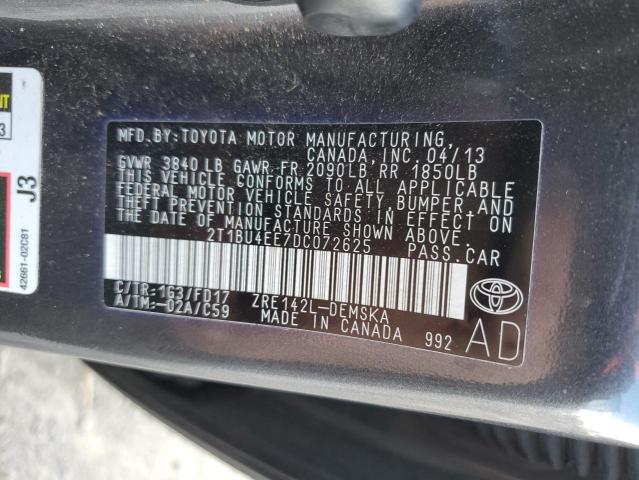 MFD.BY:TOYOTA MOTOR MANUFACTURING,
CANADA, INC. 04/13
GVWR 3840 LB GAWR FR 2090LB, RR 1850LB
THIS VEHICLE CONFORMS TO ALL APPLICABLE
FEDERAL MOTOR VEHICLE SAFETY, BUMPER AND
THEFT PREVENTION STANDARDS IN EFFECT ON
THE DATE OF MANUFACTURE SHOWN ABOVE.
2T1BU4EE7DC072625 PASS.CAR
C/TR:163/FD17 ZRE142L-DEMSKA
A/TM:-02A/C59 MADE IN CANADA 992
AD
J3
42661-02C81